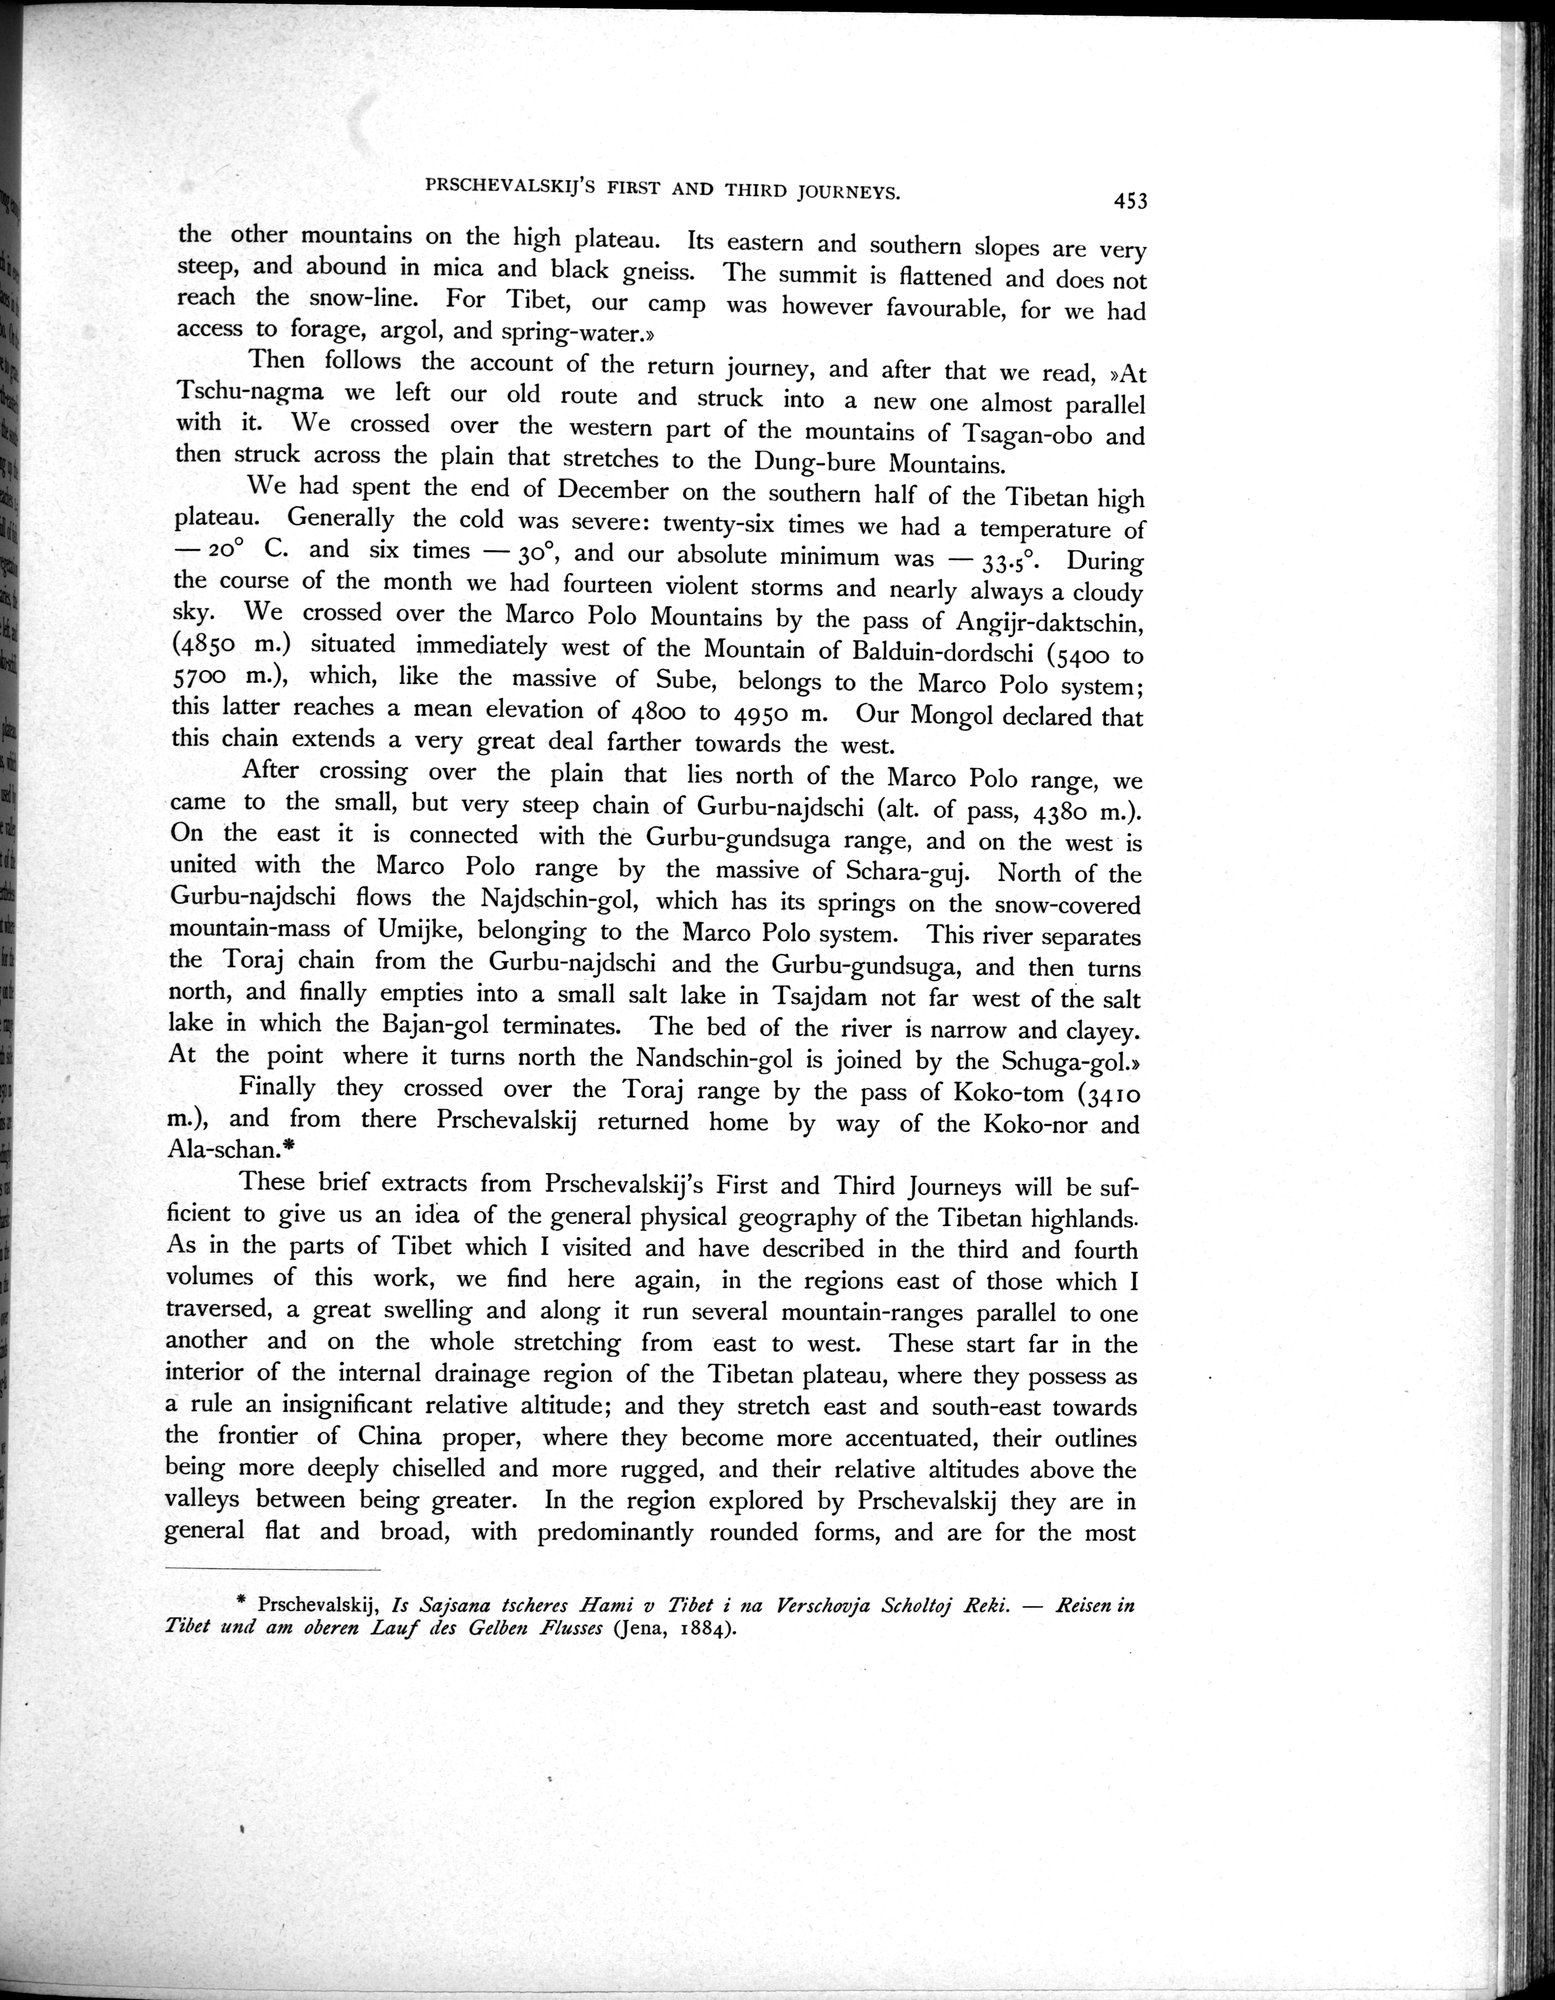 PRSCHEVALSKIJ'S FIRST AND THIRD JOURNEYS.
453
the other mountains on the high plateau. Its eastern and southern slopes are very
steep, and abound in mica and black gneiss. The summit is flattened and does not
reach the snow-line. For Tibet, our camp was however favourable, for we had
access to forage, argol, and spring-water.»
Then follows the account of the return journey, and after that we read, »At
Tschu-nagma we left our old route and struck into a new one almost parallel
with it. We crossed over the western part of the mountains of Tsagan-obo and
then struck across the plain that stretches to the Dung-bure Mountains.
We had spent the end of December on the southern half of the Tibetan high
plateau. Generally the cold was severe: twenty-six times we had a temperature of
— 20° C. and six times — 30°, and our absolute minimum was — 33.5°. During
the course of the month we had fourteen violent storms and nearly always a cloudy
sky. We crossed over the Marco Polo Mountains by the pass of Angijr-daktschin,
(4850 m.) situated immediately west of the Mountain of Balduin-dordschi (5400 to
5700 m.), which, like the massive of Sube, belongs to the Marco Polo system;
this latter reaches a mean elevation of 4800 to 4950 m. Our Mongol declared that
this chain extends a very great deal farther towards the west.
After crossing over the plain that lies north of the Marco Polo range, we
came to the small, but very steep chain of Gurbu-najdschi (alt. of pass, 4380 m.).
On the east it is connected with the Gurbu-gundsuga range, and on the west is
united with the Marco Polo range by the massive of Schara-guj. North of the
Gurbu-najdschi flows the Najdschin-gol, which has its springs on the snow-covered
mountain-mass of Umijke, belonging to the Marco Polo system. This river separates
the Toraj chain from the Gurbu-najdschi and the Gurbu-gundsuga, and then turns
north, and finally empties into a small salt lake in Tsajdam not far west of the salt
lake in which the Bajan-gol terminates. The bed of the river is narrow and clayey.
At the point where it turns north the Nandschin-gol is joined by the Schuga-gol.»
Finally they crossed over the Toraj range by the pass of Koko-tom (3410
m.), and from there Prschevalskij returned home by way of the Koko-nor and
Ala-schan.*
These brief extracts from Prschevalskij's First and Third Journeys will be suf-
ficient to give us an idea of the general physical geography of the Tibetan highlands.
As in the parts of Tibet which I visited and have described in the third and fourth
volumes of this work, we find here again, in the regions east of those which I
traversed, a great swelling and along it run several mountain-ranges parallel to one
another and on the whole stretching from east to west. These start far in the
interior of the internal drainage region of the Tibetan plateau, where they possess as
a rule an insignificant relative altitude; and they stretch east and south-east towards
the frontier of China proper, where they become more accentuated, their outlines
being more deeply chiselled and more rugged, and their relative altitudes above the
valleys between being greater. In the region explored by Prschevalskij they are in
general flat and broad, with predominantly rounded forms, and are for the most
* Prschevalskij, Is Sajsana tscheres Hami v Tibet i na Verschovja Scholtoj Reki. — Reisen in
Tibet und am oberen Lauf des Gelben Flusses (Jena, 1884).